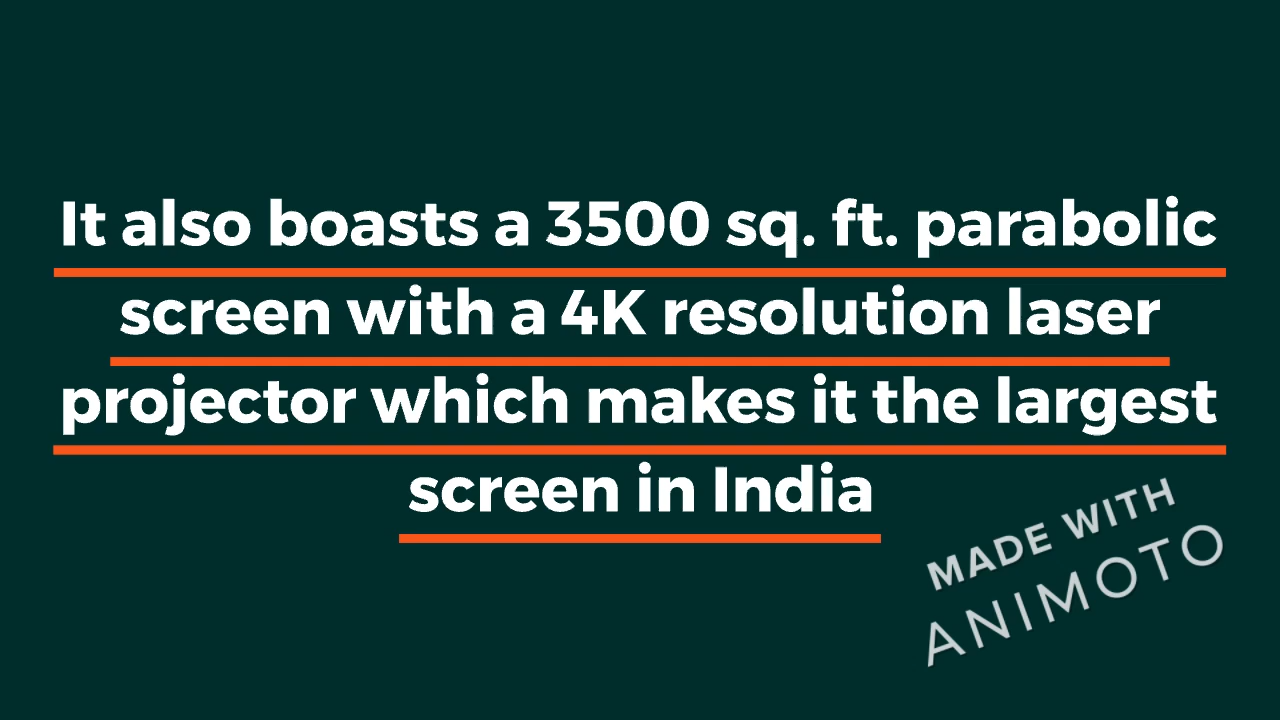 It also boasts a 3500 sq. ft. parabolic
screen with a 4K resolution laser
projector which makes it the largest
screen in India
MADE WITH
ANIMOTO